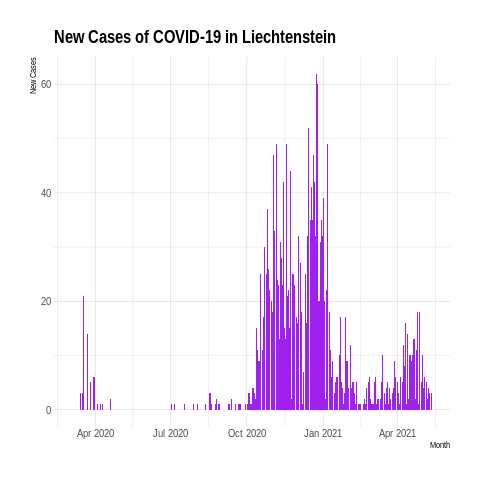 New Cases of COVID-19 in Liechtenstein
New Cases
60
40
20
0
Apr 2020
Jul 2020
Oct 2020
Jan 2021
Apr 2021
Month